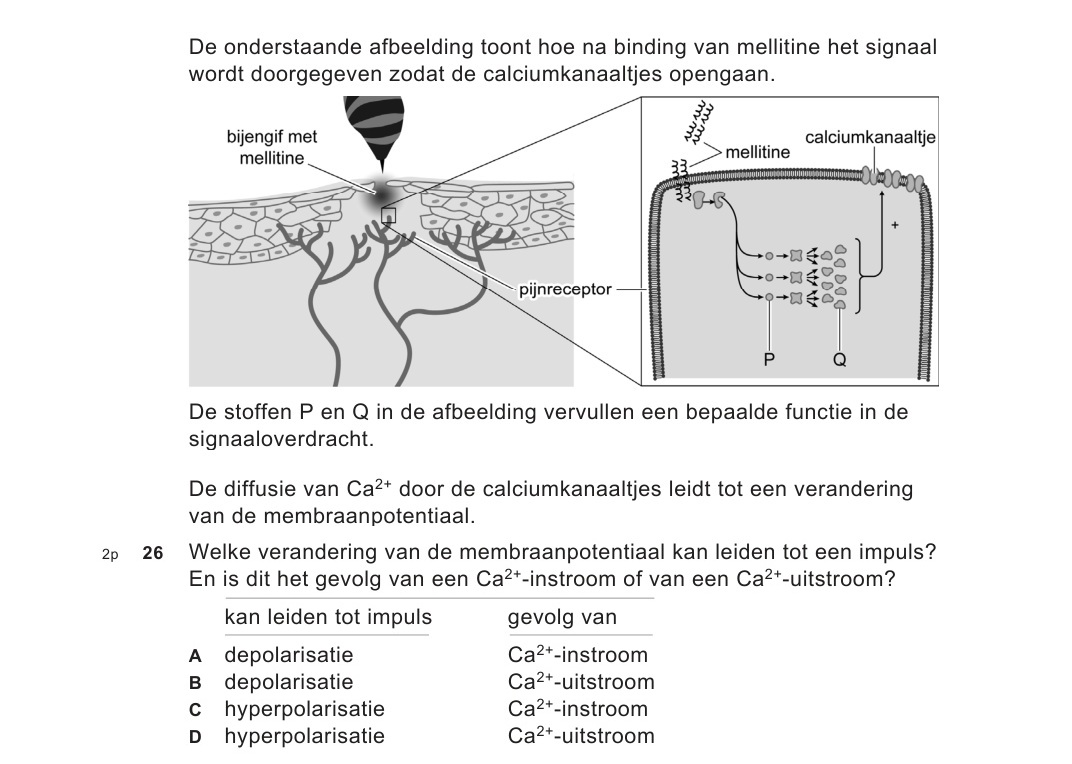 De onderstaande afbeelding toont hoe na binding van mellitine het signaal
wordt doorgegeven zodat de calciumkanaaltjes opengaan.
bijengif met
mellitine
calciumkanaaltje
mellitine
+
pijnreceptor
P
Q
De stoffen P en Q in de afbeelding vervullen een bepaalde functie in de
signaaloverdracht.
De diffusie van Ca²⁺ door de calciumkanaaltjes leidt tot een verandering
van de membraanpotentiaal.
2p 26 Welke verandering van de membraanpotentiaal kan leiden tot een impuls?
En is dit het gevolg van een Ca²⁺-instroom of van een Ca²⁺-uitstroom?
kan leiden tot impuls gevolg van
A depolarisatie Ca²⁺-instroom
B depolarisatie Ca²⁺-uitstroom
C hyperpolarisatie Ca²⁺-instroom
D hyperpolarisatie Ca²⁺-uitstroom